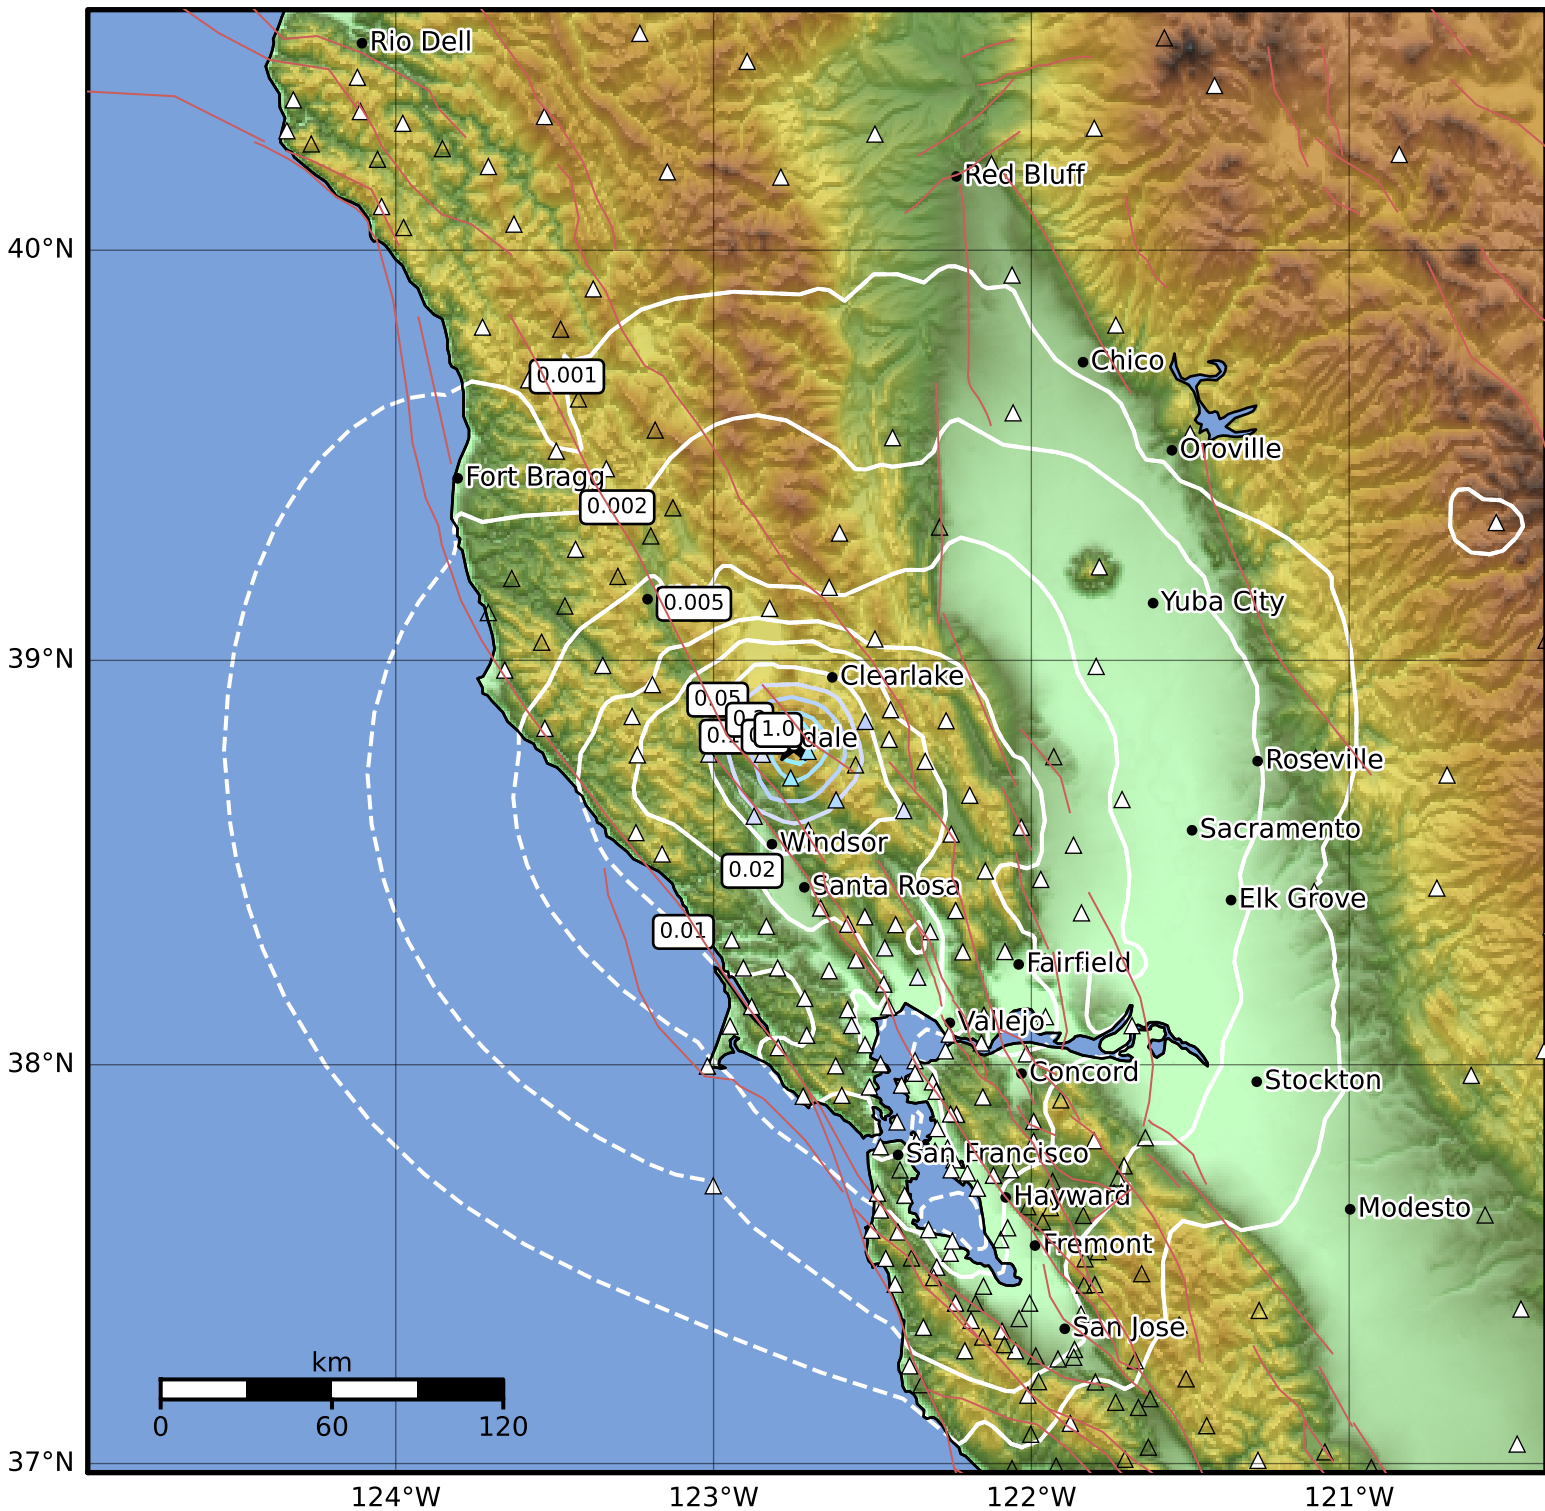 Rio Dell
Red Bluff
40°N
Chico
0.001
Oroville
Fort Bragg
0.002
Yuba City
0.005
39°N
Clearlake
0.05
1.0
dale
Roseville
Sacramento
Windsor
0.02
Santa Rosa
Elk Grove
0.01
Fairfield
Vallejo
38°N
Concord
Stockton
San Francisco
Hayward
Modesto
Fremont
San Jose
km
0 60 120
37°N
124°W 123°W 122°W 121°W